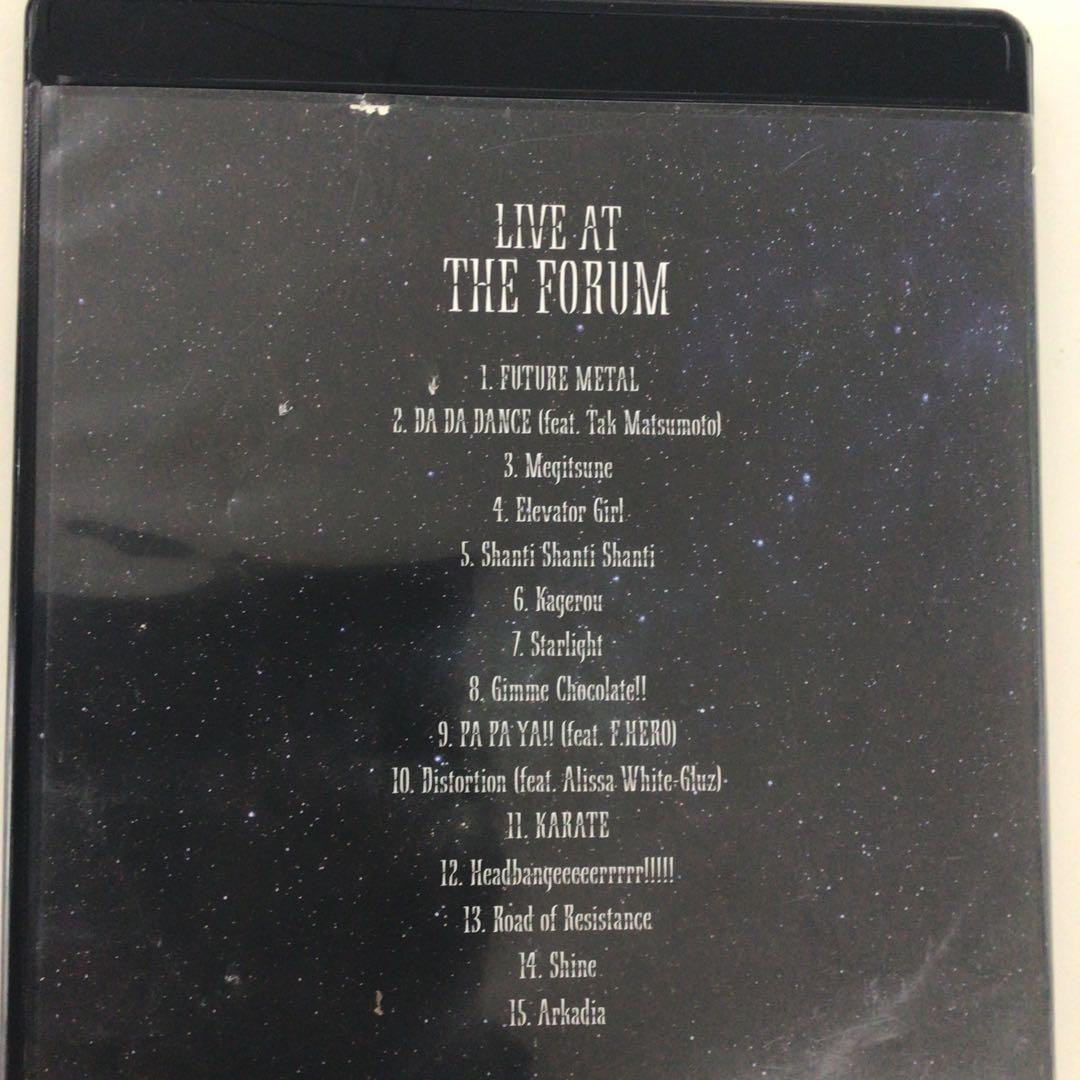 LIVE AT
THE FORUM
1. FUTURE METAL
2. DA DA DANCE (feat. Tak Matsumoto)
3. Megitsune
4. Elevator Girl
5. Shanti Shanti Shanti
6. Kagerou
7. Starlight
8. Gimme Chocolate!!
9. PA PA YA!! (feat. F.HERO)
10. Distortion (feat. Alissa White-Gluz)
11. KARATE
12. Headbangeeeeerrrrr!!!!!
13. Road of Resistance
14. Shine
15. Arkadia